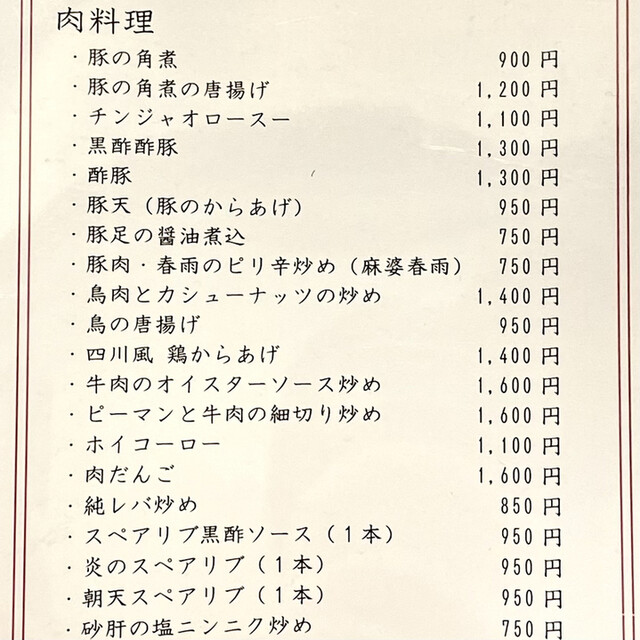 肉料理
・豚の角煮 900円
・豚の角煮の唐揚げ 1,200円
・チンジャオロースー 1,100円
・黒酢酢豚 1,300円
・酢豚 1,300円
・豚天（豚のからあげ） 950円
・豚足の醤油煮込 750円
・豚肉・春雨のピリ辛炒め（麻婆春雨） 750円
・鳥肉とカシューナッツの炒め 1,400円
・鳥の唐揚げ 950円
・四川風 鶏からあげ 1,400円
・牛肉のオイスターソース炒め 1,600円
・ピーマンと牛肉の細切り炒め 1,600円
・ホイコーロー 1,100円
・肉だんご 1,600円
・純レバ炒め 850円
・スペアリブ黒酢ソース（１本） 950円
・炎のスペアリブ（１本） 950円
・朝天スペアリブ（１本） 950円
・砂肝の塩ニンニク炒め 750円